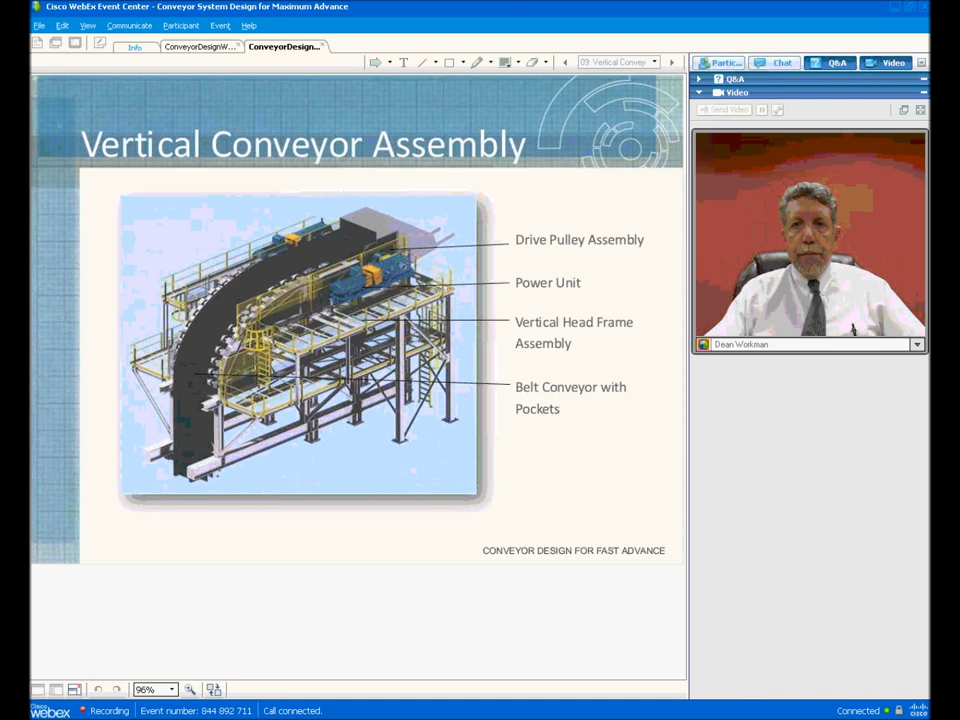 Cisco WebEx Event Center - Conveyor System Design for Maximum Advance
File Edit View Communicate Participant Event Help
Info ConveyorDesignW... ConveyorDesign...
T 09 Vertical Convey
Partic... Chat Q&A Video
Q&A
Video
Send Video
Vertical Conveyor Assembly
Drive Pulley Assembly
Power Unit
Vertical Head Frame
Assembly
Belt Conveyor with
Pockets
Dean Workman
CONVEYOR DESIGN FOR FAST ADVANCE
96%
Cisco webex Recording Event number: 844 892 711 Call connected. Connected CISCO